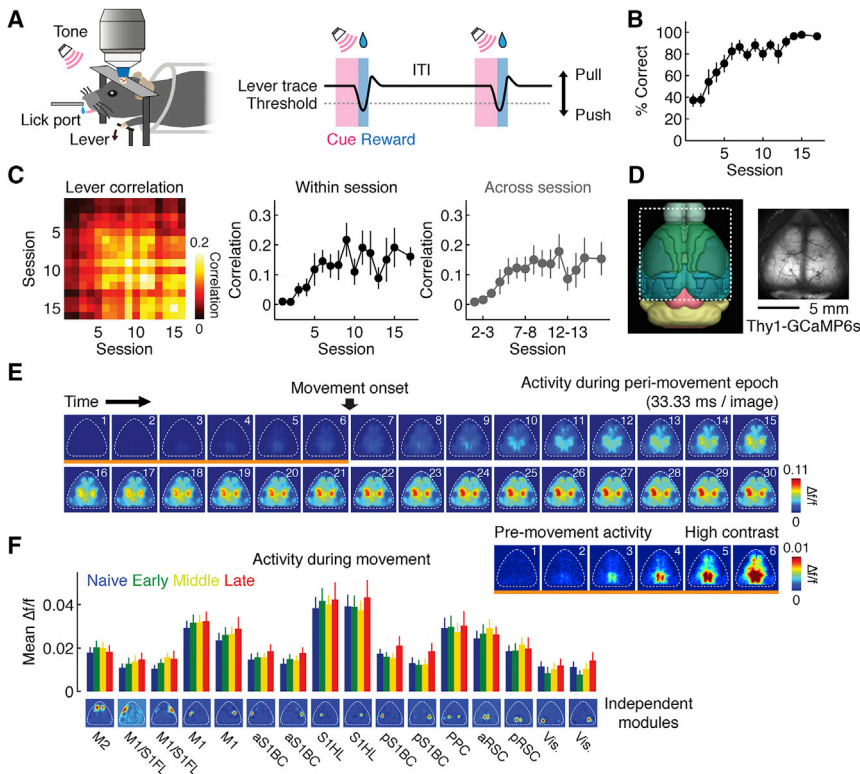 A
Tone
Lick port
Lever
ITI
Lever trace
Threshold
Cue Reward
Pull
Push
B
% Correct
100
80
60
40
20
0
5 10 15
Session
C
Lever correlation
Session
5
10
15
5 10 15
Session
0.2
Correlation
0
Within session
Correlation
0.3
0.2
0.1
0
5 10 15
Session
Across session
Correlation
0.3
0.2
0.1
0
2-3 7-8 12-13
Session
D
5 mm
Thy1-GCaMP6s
E
Time
Movement onset
Activity during peri-movement epoch
(33.33 ms / image)
1 2 3 4 5 6 7 8 9 10 11 12 13 14 15
16 17 18 19 20 21 22 23 24 25 26 27 28 29 30
0.11
Δf/f
0
Pre-movement activity High contrast
1 2 3 4 5 6
0.01
Δf/f
0
F
Activity during movement
Naive Early Middle Late
Mean Δf/f
0.04
0.02
0
Independent
modules
M2 M1/S1FL M1/S1FL M1 M1 aS1BC aS1BC S1HL S1HL pS1BC pS1BC PPC aRSC pRSC Vis. Vis.